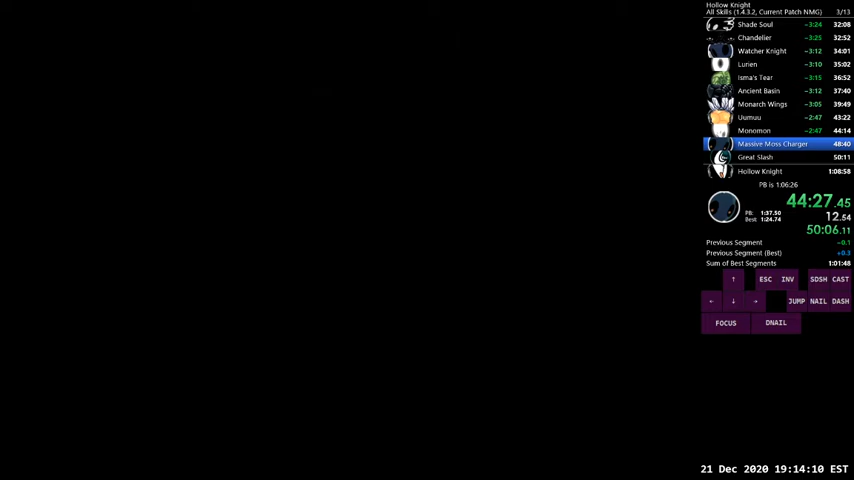 Hollow Knight
All Skills (1.4.3.2, Current Patch NMG) 3/13
Shade Soul -3:24 32:08
Chandelier -3:25 32:52
Watcher Knight -3:12 34:01
Lurien -3:10 35:02
Isma's Tear -3:15 36:52
Ancient Basin -3:12 37:40
Monarch Wings -3:05 39:49
Uumuu -2:47 43:22
Monomon -2:47 44:14
Massive Moss Charger 48:40
Great Slash 50:11
Hollow Knight 1:08:58
PB is 1:06:26
44:27.45
PB: 1:37.50 12.54
Best 1:24.74
50:06.11
Previous Segment -0.1
Previous Segment (Best) +0.3
Sum of Best Segments 1:01:48
↑ ESC INV SDSH CAST
← ↓ → JUMP NAIL DASH
FOCUS DNAIL
21 Dec 2020 19:14:10 EST